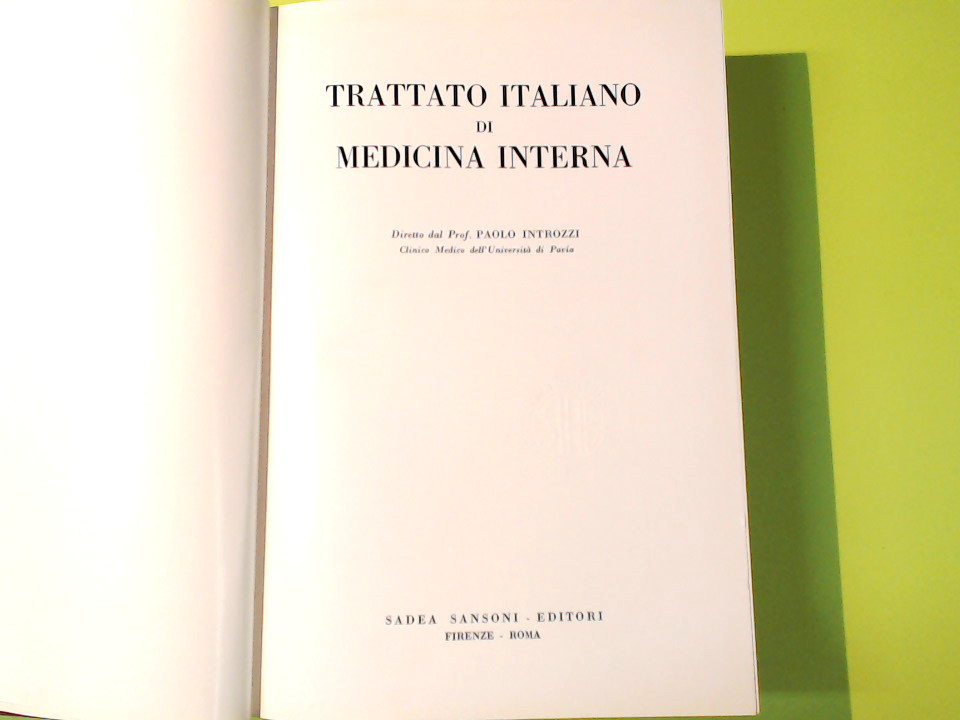 TRATTATO ITALIANO
DI
MEDICINA INTERNA
Diretto dal Prof. PAOLO INTROZZI
Clinico Medico dell'Università di Pavia
SADEA SANSONI - EDITORI
FIRENZE - ROMA